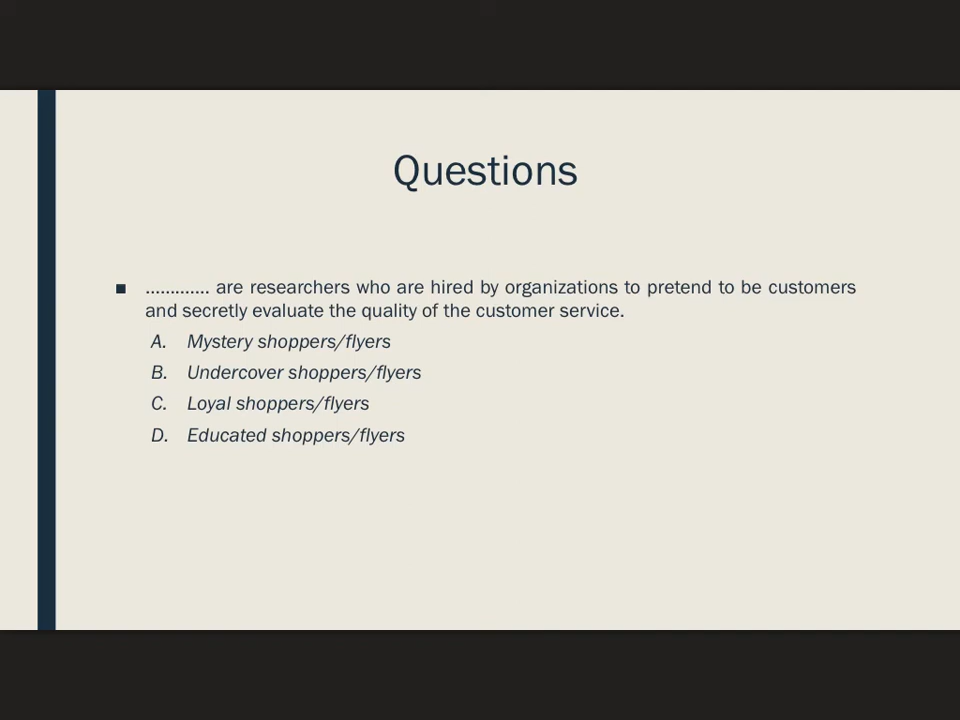 Questions
■ ............. are researchers who are hired by organizations to pretend to be customers
and secretly evaluate the quality of the customer service.
A. Mystery shoppers/flyers
B. Undercover shoppers/flyers
C. Loyal shoppers/flyers
D. Educated shoppers/flyers